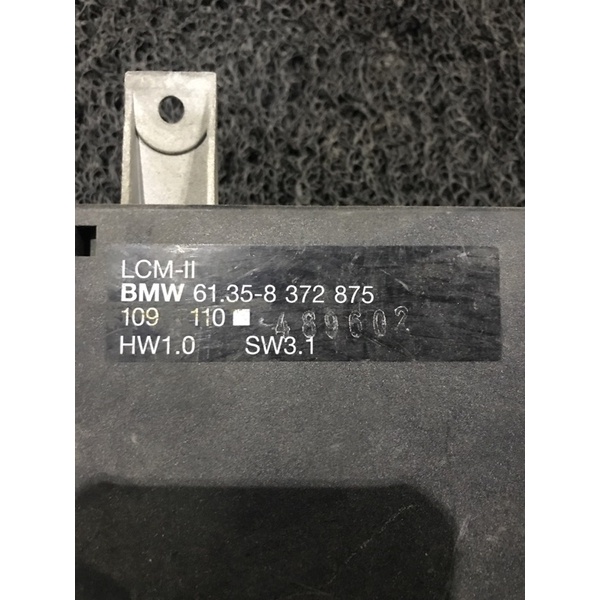 LCM-II
BMW 61.35-8 372 875
109 110 489602
HW1.0 SW3.1